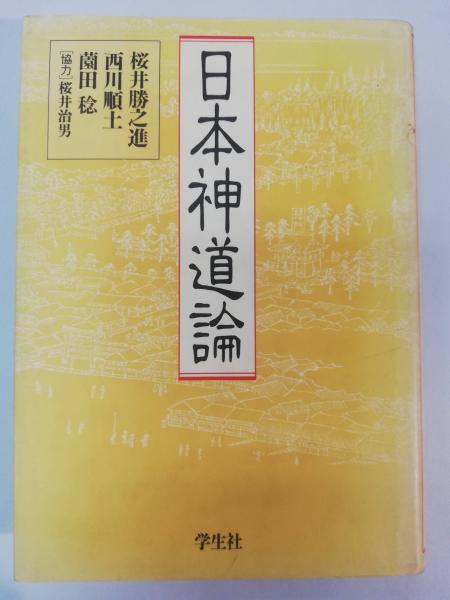 日本神道論
桜井勝之進
西川順土
薗田 稔
［協力］桜井治男
学生社